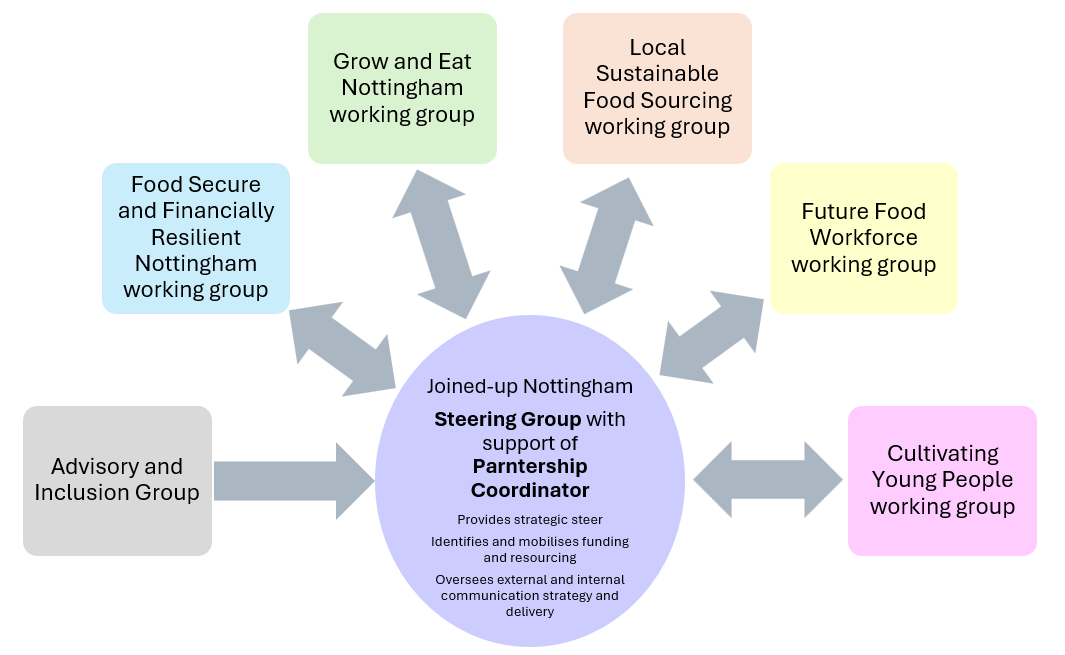 Grow and Eat
Nottingham
working group
Local
Sustainable
Food Sourcing
working group
Food Secure
and Financially
Resilient
Nottingham
working group
Future Food
Workforce
working group
Advisory and
Inclusion Group
Joined-up Nottingham
Steering Group with
support of
Parntership
Coordinator
Provides strategic steer
Identifies and mobilises funding
and resourcing
Oversees external and internal
communication strategy and
delivery
Cultivating
Young People
working group